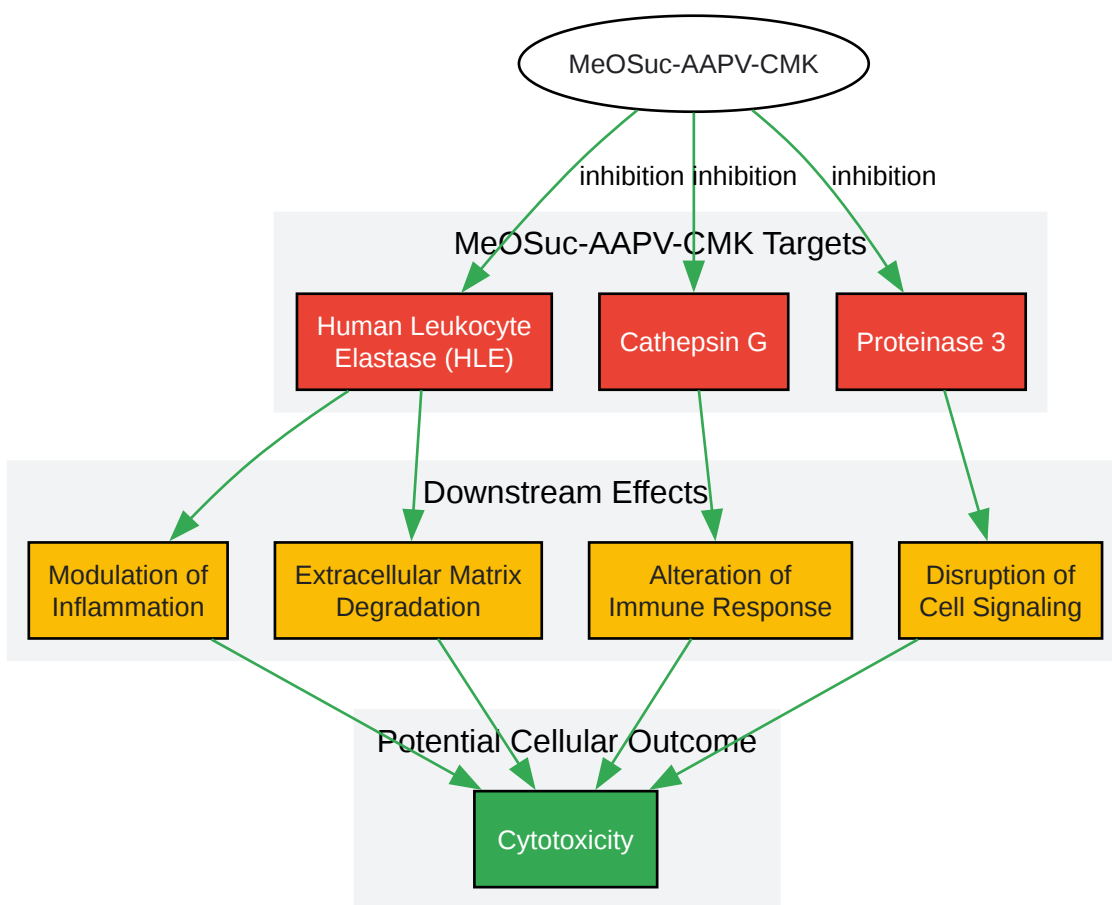 MeOSuc-AAPV-CMK
inhibition inhibition inhibition
MeOSuc-AAPV-CMK Targets
Human Leukocyte
Elastase (HLE)
Cathepsin G
Proteinase 3
Downstream Effects
Modulation of
Inflammation
Extracellular Matrix
Degradation
Alteration of
Immune Response
Disruption of
Cell Signaling
Potential Cellular Outcome
Cytotoxicity